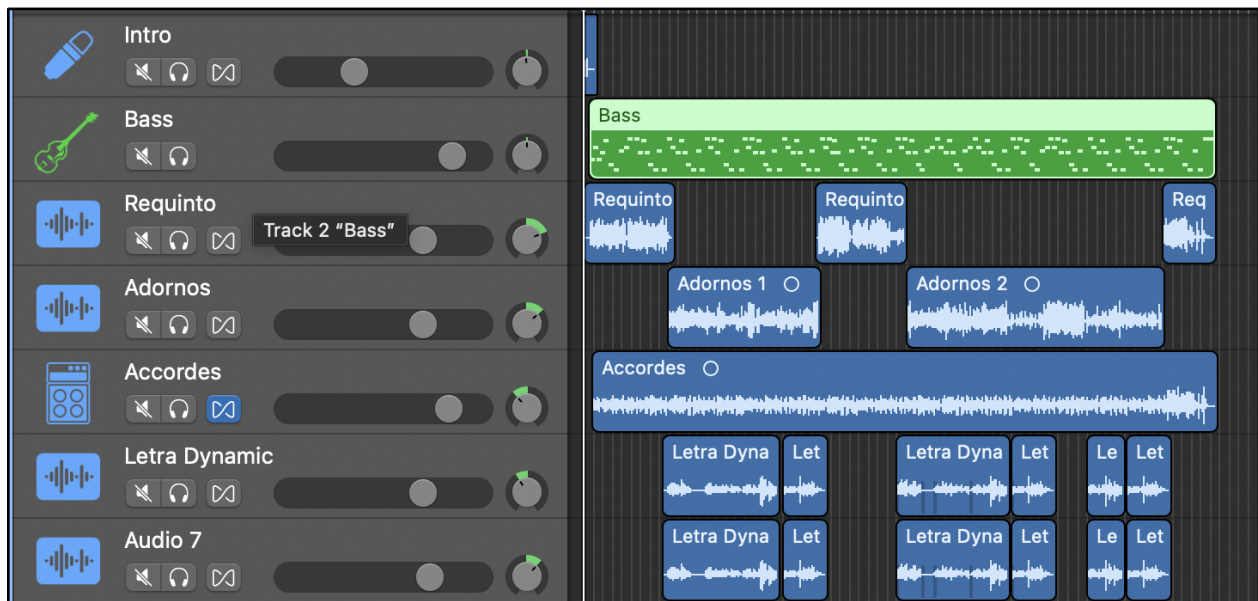 Intro
Bass
Bass
Requinto
Track 2 “Bass”
Requinto
Requinto
Req
Adornos
Adornos 1
Adornos 2
Accordes
Accordes
Letra Dynamic
Letra Dyna
Let
Letra Dyna
Let
Le
Let
Audio 7
Letra Dyna
Let
Letra Dyna
Let
Le
Let